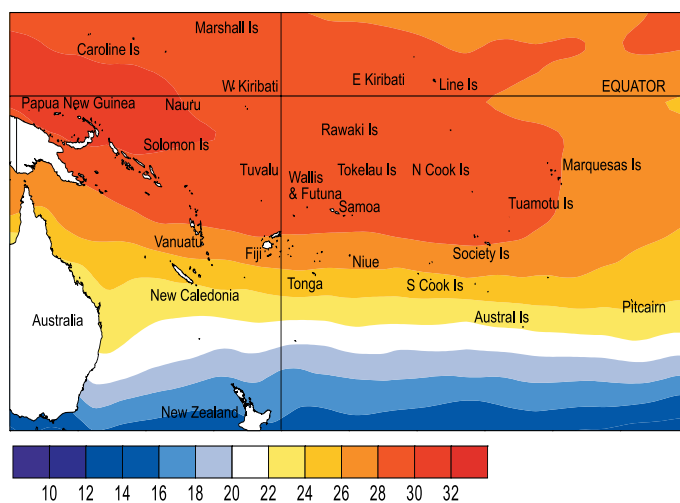 Marshall Is
Caroline Is
W Kiribati
E Kiribati
Line Is
EQUATOR
Papua New Guinea
Nauru
Rawaki Is
Solomon Is
Tuvalu
Wallis
& Futuna
Tokelau Is
N Cook Is
Marquesas Is
Samoa
Tuamotu Is
Vanuatu
Fiji
Niue
Society Is
Tonga
S Cook Is
New Caledonia
Pitcairn
Australia
Austral Is
New Zealand
10 12 14 16 18 20 22 24 26 28 30 32